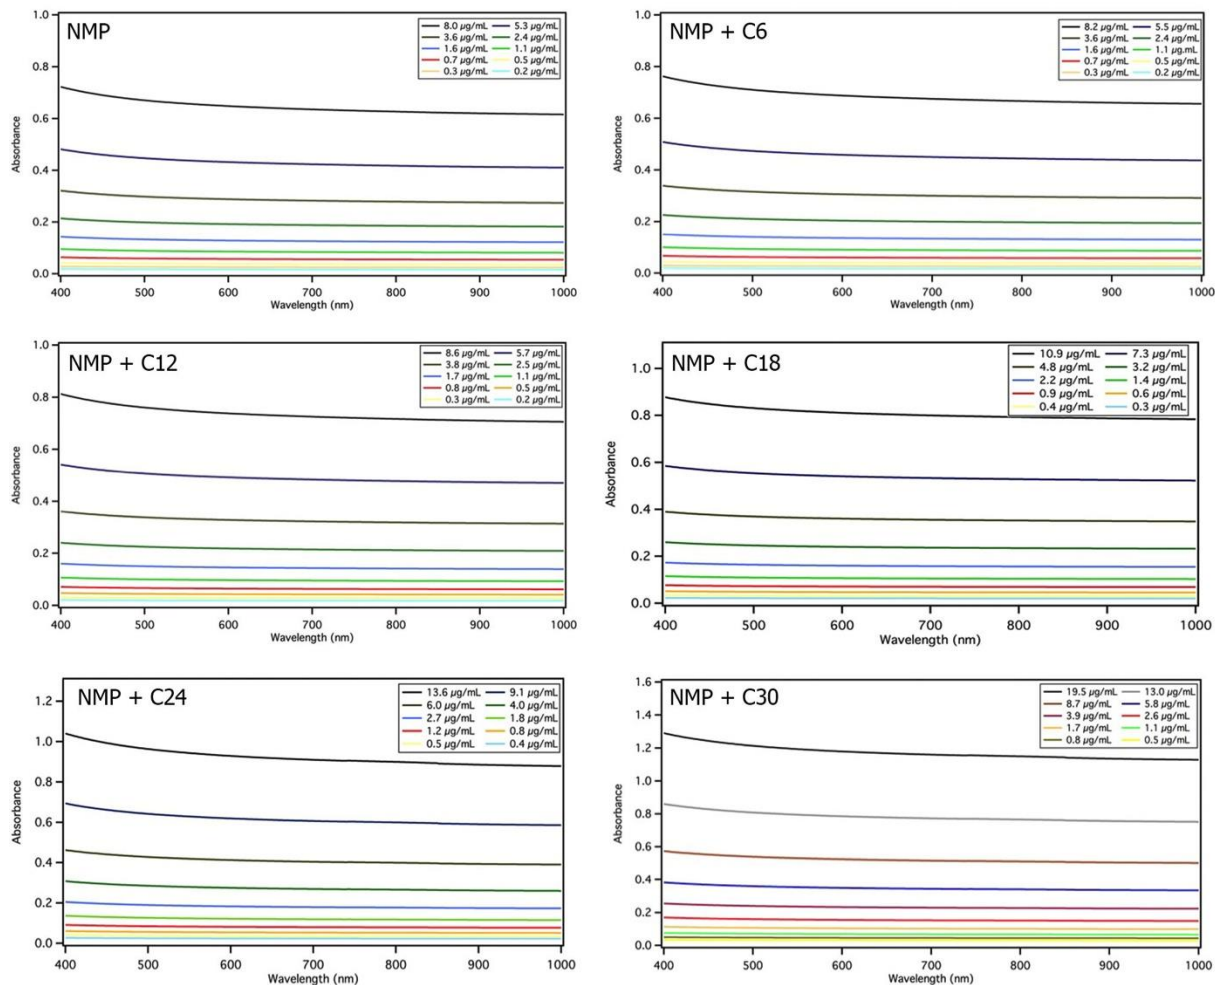 NMP
8.0 µg/mL 5.3 µg/mL
3.6 µg/mL 2.4 µg/mL
1.6 µg/mL 1.1 µg/mL
0.7 µg/mL 0.5 µg/mL
0.3 µg/mL 0.2 µg/mL
1.0
0.8
0.6
0.4
0.2
0.0
Absorbance
400 500 600 700 800 900 1000
Wavelength (nm)
NMP + C6
8.2 µg/mL 5.5 µg/mL
3.6 µg/mL 2.4 µg/mL
1.6 µg/mL 1.1 µg.mL
0.7 µg/mL 0.5 µg/mL
0.3 µg/mL 0.2 µg/mL
1.0
0.8
0.6
0.4
0.2
0.0
Absorbance
400 500 600 700 800 900 1000
Wavelength (nm)
NMP + C12
8.6 µg/mL 5.7 µg/mL
3.8 µg/mL 2.5 µg/mL
1.7 µg/mL 1.1 µg/mL
0.8 µg/mL 0.5 µg/mL
0.3 µg/mL 0.2 µg/mL
1.0
0.8
0.6
0.4
0.2
0.0
Absorbance
400 500 600 700 800 900 1000
Wavelength (nm)
NMP + C18
10.9 µg/mL 7.3 µg/mL
4.8 µg/mL 3.2 µg/mL
2.2 µg/mL 1.4 µg/mL
0.9 µg/mL 0.6 µg/mL
0.4 µg/mL 0.3 µg/mL
1.0
0.8
0.6
0.4
0.2
0.0
Absorbance
400 500 600 700 800 900 1000
Wavelength (nm)
NMP + C24
13.6 µg/mL 9.1 µg/mL
6.0 µg/mL 4.0 µg/mL
2.7 µg/mL 1.8 µg/mL
1.2 µg/mL 0.8 µg/mL
0.5 µg/mL 0.4 µg/mL
1.2
1.0
0.8
0.6
0.4
0.2
0.0
Absorbance
400 500 600 700 800 900 1000
Wavelength (nm)
NMP + C30
19.5 µg/mL 13.0 µg/mL
8.7 µg/mL 5.8 µg/mL
3.9 µg/mL 2.6 µg/mL
1.7 µg/mL 1.1 µg/mL
0.8 µg/mL 0.5 µg/mL
1.6
1.4
1.2
1.0
0.8
0.6
0.4
0.2
0.0
Absorbance
400 500 600 700 800 900 1000
Wavelength (nm)